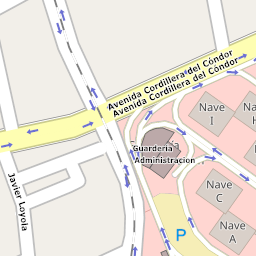 Avenida Cordillera del Cóndor
Avenida Cordillera del Cóndor
Nave
I
Nave
Guardería
Administración
Javier Loyola
Nave
C
Nave
A
P